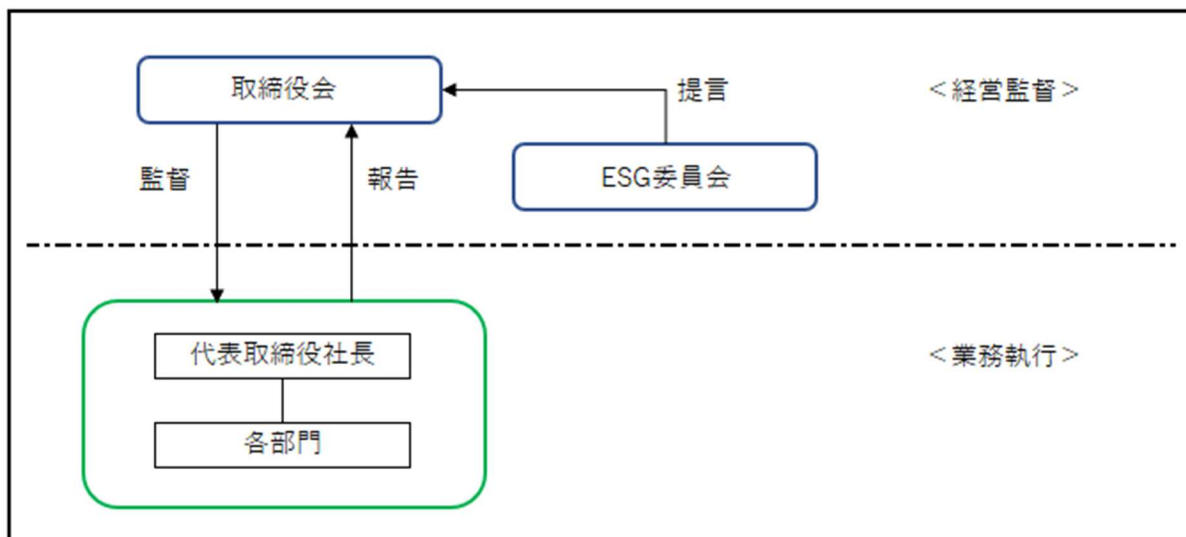 取締役会
提言
＜経営監督＞
監督
報告
ESG委員会
代表取締役社長
＜業務執行＞
各部門